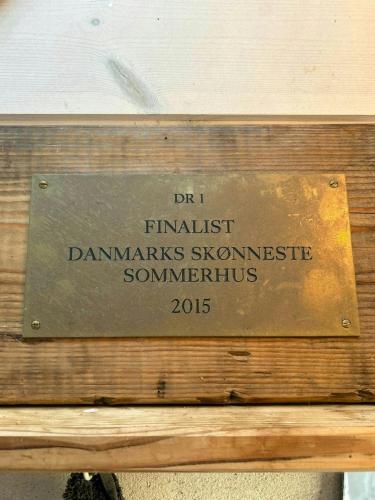 DR 1
FINALIST
DANMARKS SKØNNESTE
SOMMERHUS
2015